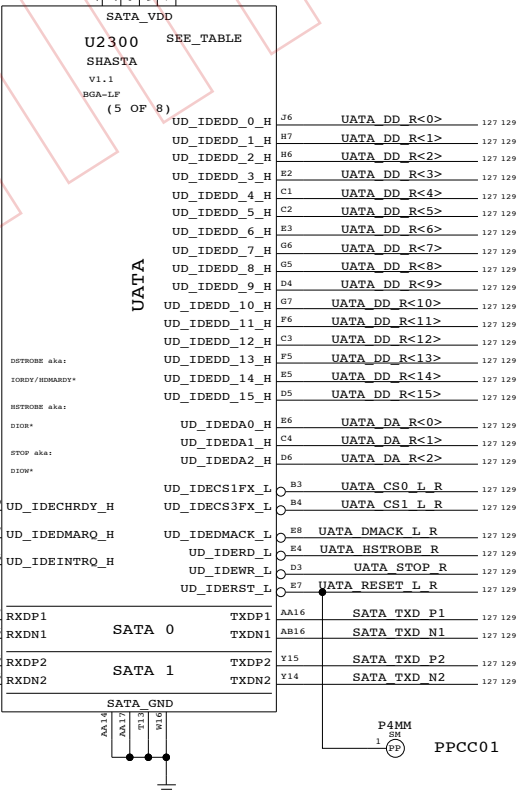 SATA_VDD
U2300 SEE_TABLE
SHASTA
V1.1
BGA-LF
(5 OF 8)
UD_IDEDD_0_H J6 UATA_DD_R<0> 127 129
UD_IDEDD_1_H H7 UATA_DD_R<1> 127 129
UD_IDEDD_2_H H6 UATA_DD_R<2> 127 129
UD_IDEDD_3_H E2 UATA_DD_R<3> 127 129
UD_IDEDD_4_H C1 UATA_DD_R<4> 127 129
UD_IDEDD_5_H C2 UATA_DD_R<5> 127 129
UD_IDEDD_6_H E3 UATA_DD_R<6> 127 129
UD_IDEDD_7_H G6 UATA_DD_R<7> 127 129
UD_IDEDD_8_H G5 UATA_DD_R<8> 127 129
UATA
UD_IDEDD_9_H D4 UATA_DD_R<9> 127 129
UD_IDEDD_10_H G7 UATA_DD_R<10> 127 129
UD_IDEDD_11_H F6 UATA_DD_R<11> 127 129
UD_IDEDD_12_H C3 UATA_DD_R<12> 127 129
DSTROBE aka: UD_IDEDD_13_H F5 UATA_DD_R<13> 127 129
IORDY/HDMARDY* UD_IDEDD_14_H E5 UATA_DD_R<14> 127 129
UD_IDEDD_15_H D5 UATA_DD_R<15> 127 129
HSTROBE aka:
DIOR* UD_IDEDA0_H E6 UATA_DA_R<0> 127 129
UD_IDEDA1_H C4 UATA_DA_R<1> 127 129
STOP aka: UD_IDEDA2_H D6 UATA_DA_R<2> 127 129
DIOW*
UD_IDECS1FX_L B3 UATA_CS0_L_R 127 129
UD_IDECHRDY_H UD_IDECS3FX_L B4 UATA_CS1_L_R 127 129
UD_IDEDMARQ_H UD_IDEDMACK_L E8 UATA_DMACK_L_R 127 129
UD_IDERD_L E4 UATA_HSTROBE_R 127 129
UD_IDEINTRQ_H UD_IDEWR_L D3 UATA_STOP_R 127 129
UD_IDERST_L E7 UATA_RESET_L_R 127 129
RXDP1 TXDP1 AA16 SATA_TXD_P1 127 129
RXDN1 SATA 0 TXDN1 AB16 SATA_TXD_N1 127 129
RXDP2 TXDP2 Y15 SATA_TXD_P2 127 129
RXDN2 SATA 1 TXDN2 Y14 SATA_TXD_N2 127 129
SATA_GND
AA14 AA17 T13 W16
P4MM
SM
1 PP PPCC01